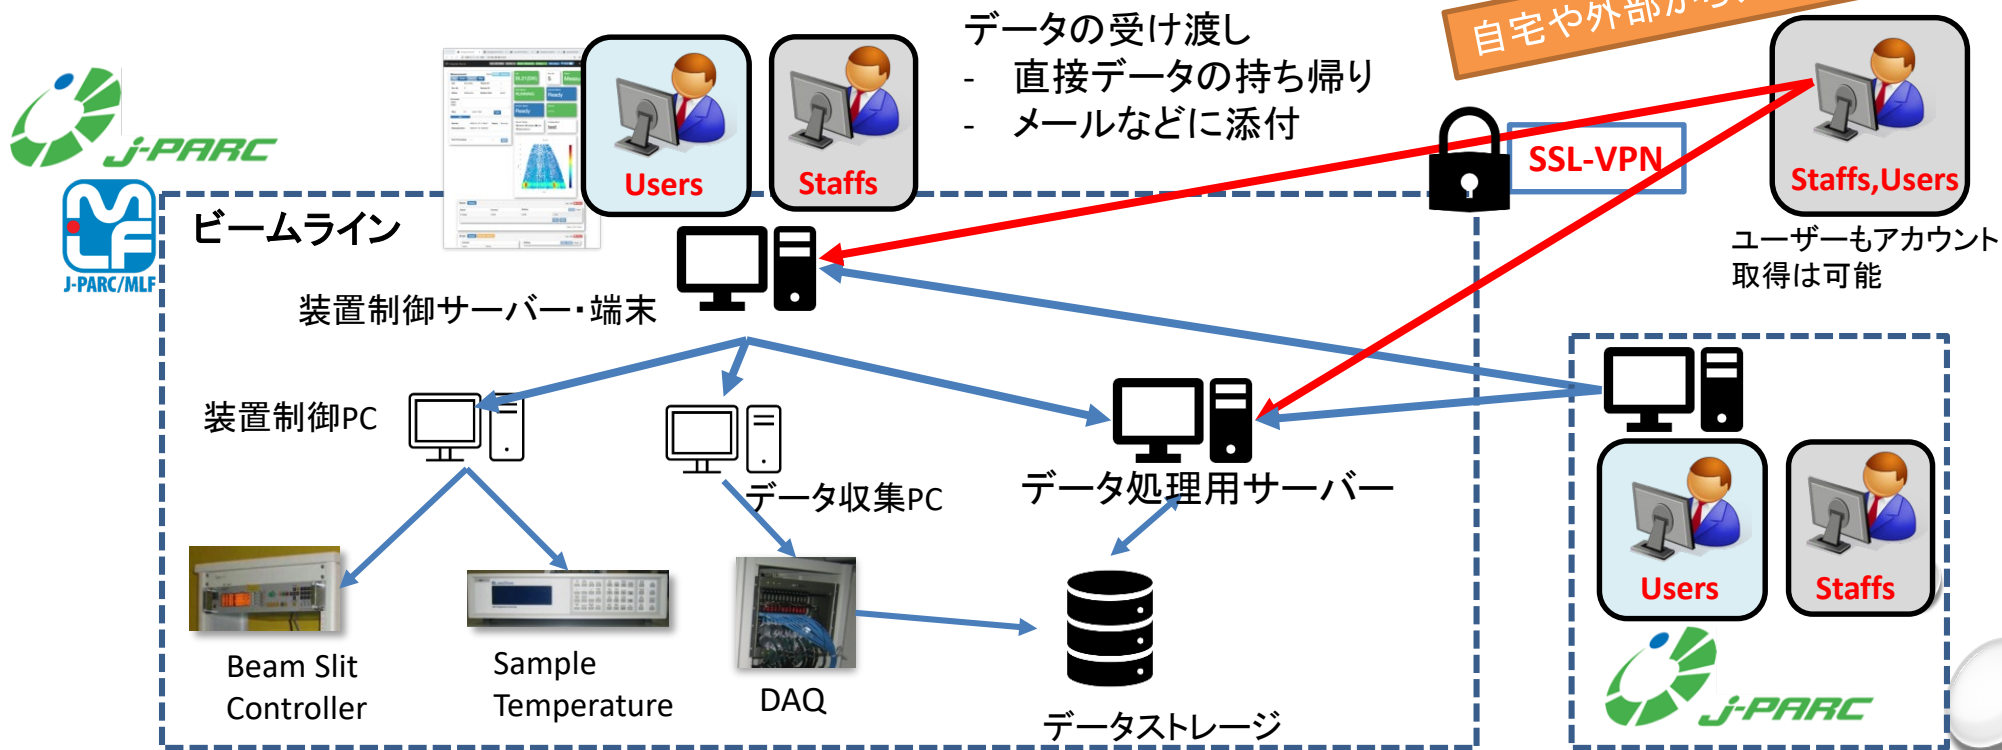 データの受け渡し
- 直接データの持ち帰り
- メールなどに添付
自宅や外部から
j-PARC
J-PARC/MLF
Users
Staffs
SSL-VPN
Staffs,Users
ユーザーもアカウント
取得は可能
ビームライン
装置制御サーバー・端末
装置制御PC
データ収集PC
データ処理用サーバー
Beam Slit
Controller
Sample
Temperature
DAQ
データストレージ
Users
Staffs
j-PARC